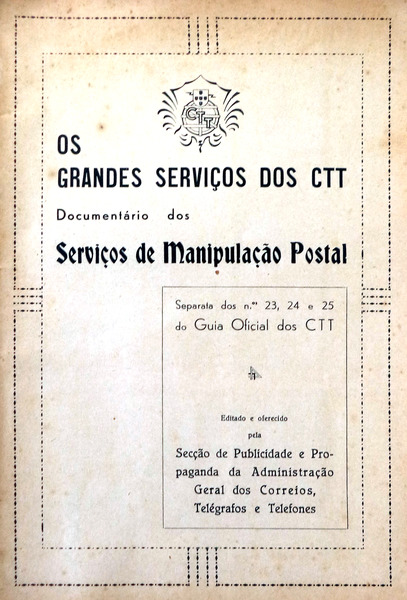 CTT
OS
GRANDES SERVIÇOS DOS CTT
Documentário dos
Serviços de Manipulação Postal
Separata dos n.ºs 23, 24 e 25
do Guia Oficial dos CTT
Editado e oferecido
pela
Secção de Publicidade e Pro-
paganda da Administração
Geral dos Correios,
Telégrafos e Telefones